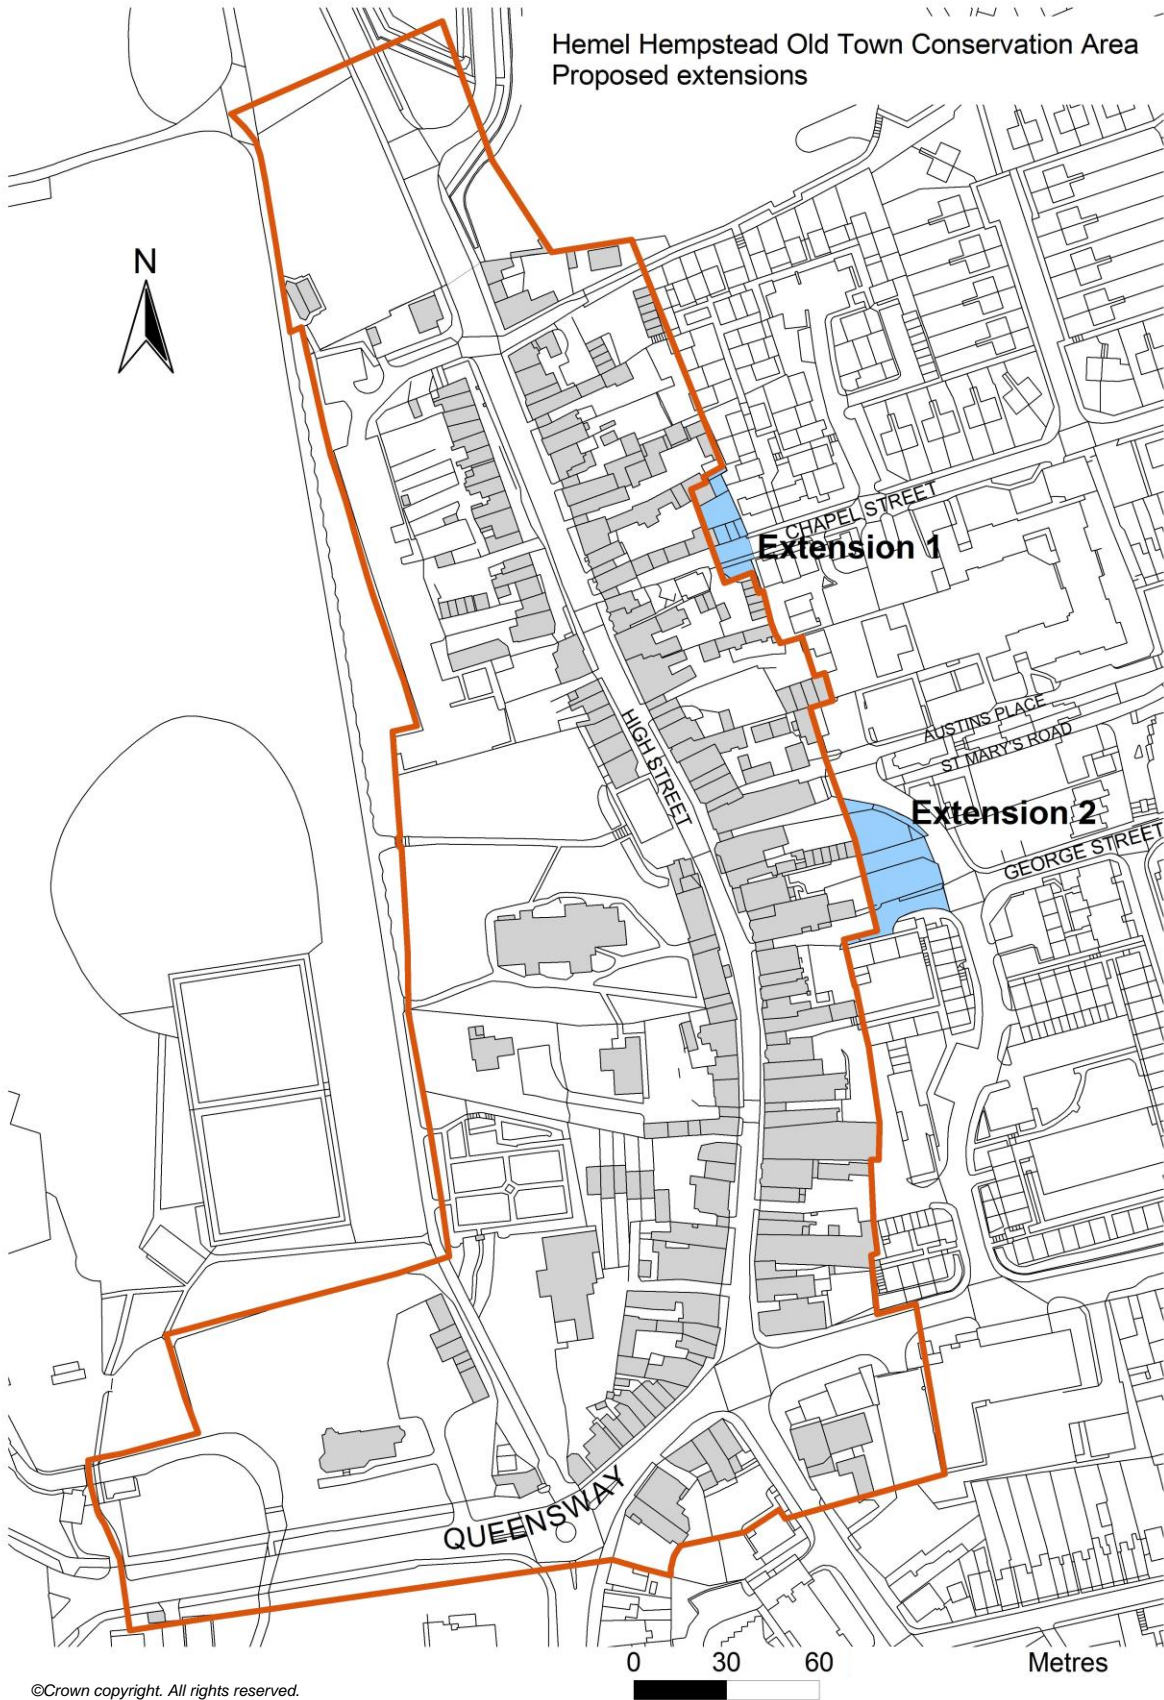 Hemel Hempstead Old Town Conservation Area
Proposed extensions
N
CHAPEL STREET
Extension 1
HIGH STREET
AUSTINS PLACE
ST MARY'S ROAD
Extension 2
GEORGE STREET
QUEENSWAY
0 30 60 Metres
©Crown copyright. All rights reserved.